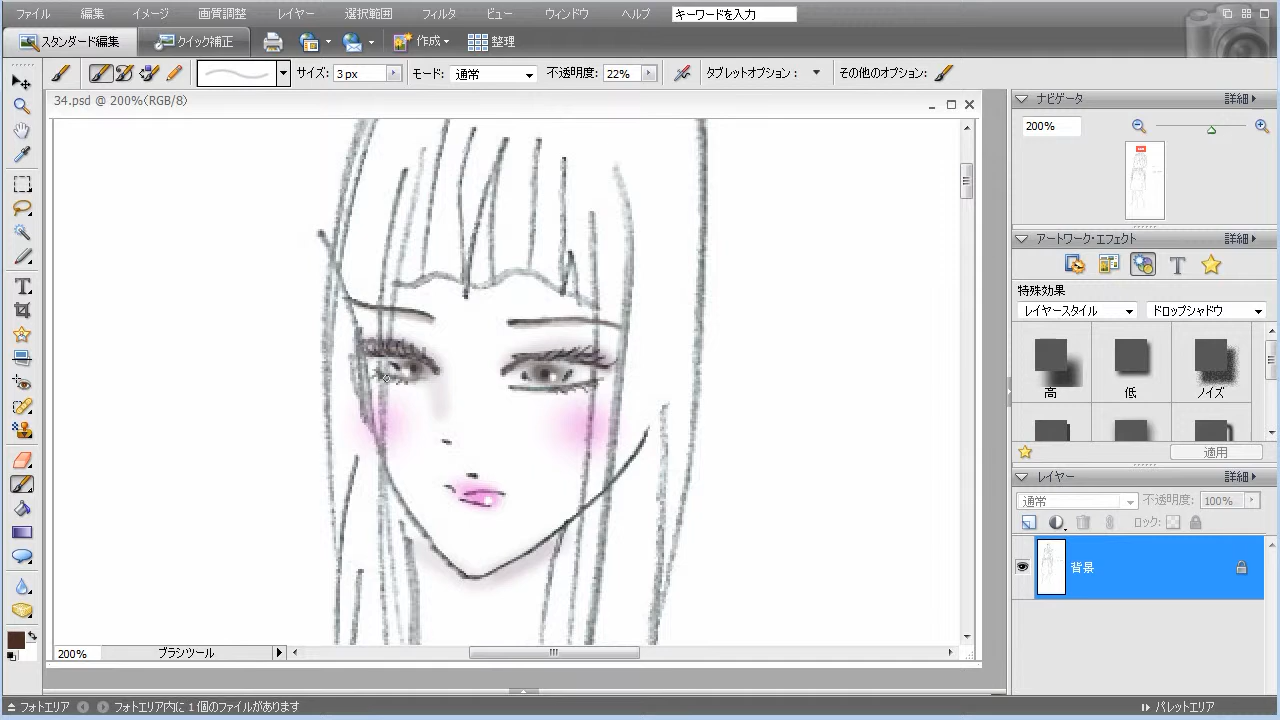 ファイル 編集 イメージ 画質調整 レイヤー 選択範囲 フィルタ ビュー ウィンドウ ヘルプ キーワードを入力
スタンダード編集 クイック補正 作成 整理
サイズ: 3 px モード: 通常 不透明度: 22% タブレットオプション: その他のオプション:
34.psd @ 200%(RGB/8)
ナビゲータ 詳細
200%
アートワーク・エフェクト 詳細
特殊効果
レイヤースタイル ドロップシャドウ
高 低 ノイズ
適用
レイヤー 詳細
通常 不透明度: 100%
ロック:
背景
200% ブラシツール
フォトエリア フォトエリア内に 1 個のファイルがあります パレットエリア